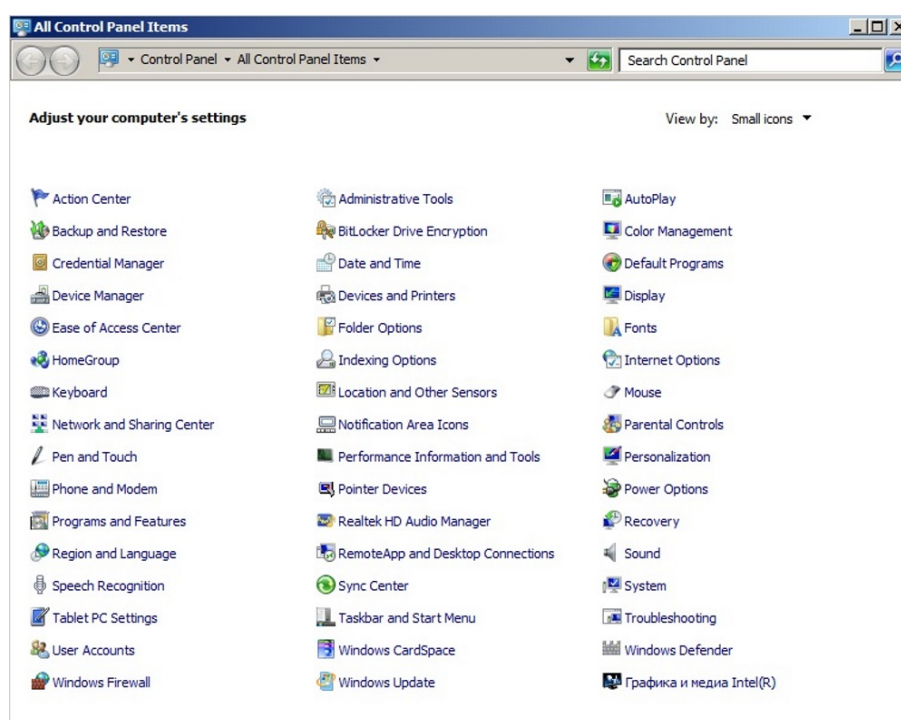 All Control Panel Items
Control Panel All Control Panel Items Search Control Panel
Adjust your computer's settings View by: Small icons
Action Center Administrative Tools AutoPlay
Backup and Restore BitLocker Drive Encryption Color Management
Credential Manager Date and Time Default Programs
Device Manager Devices and Printers Display
Ease of Access Center Folder Options Fonts
HomeGroup Indexing Options Internet Options
Keyboard Location and Other Sensors Mouse
Network and Sharing Center Notification Area Icons Parental Controls
Pen and Touch Performance Information and Tools Personalization
Phone and Modem Pointer Devices Power Options
Programs and Features Realtek HD Audio Manager Recovery
Region and Language RemoteApp and Desktop Connections Sound
Speech Recognition Sync Center System
Tablet PC Settings Taskbar and Start Menu Troubleshooting
User Accounts Windows CardSpace Windows Defender
Windows Firewall Windows Update Графика и медиа Intel(R)